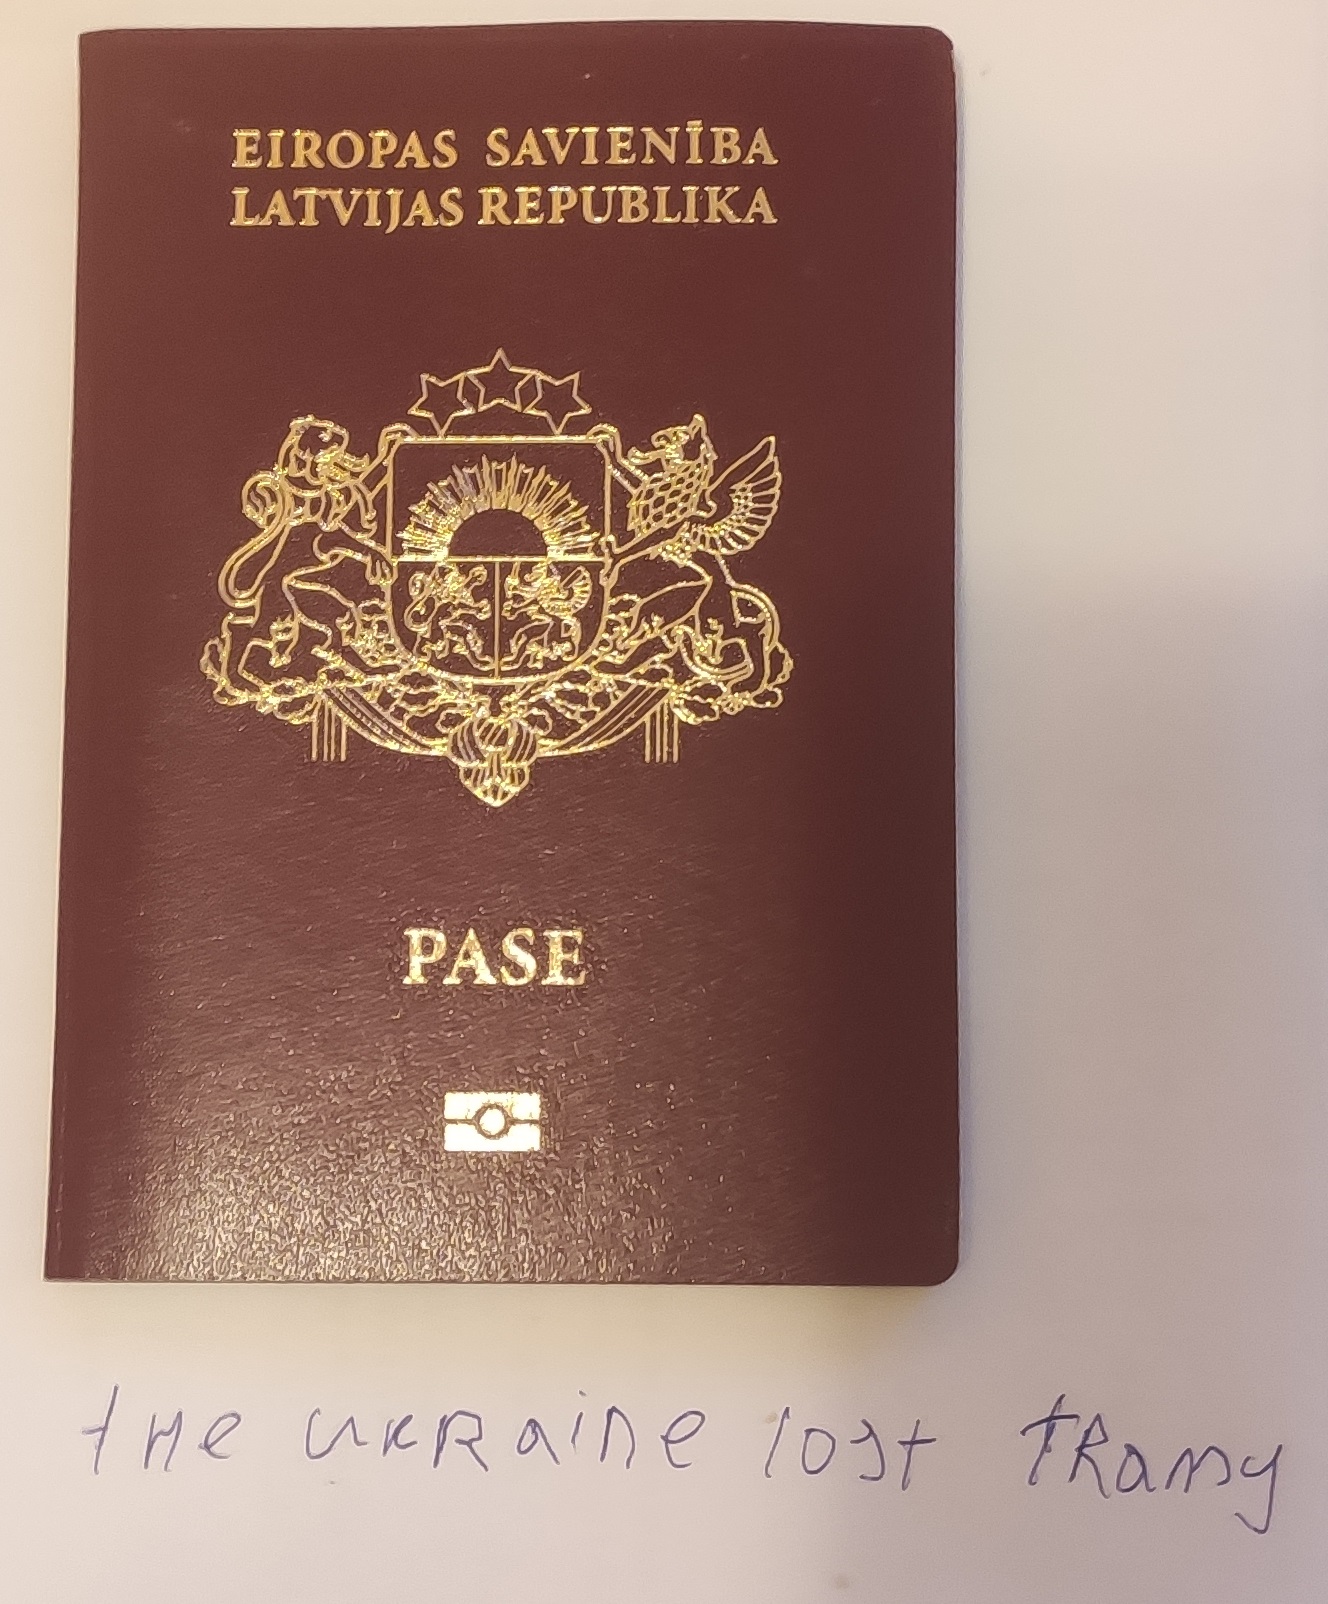 EIROPAS SAVIENĪBA
LATVIJAS REPUBLIKA
PASE
tHe UKRaine lost TRamy